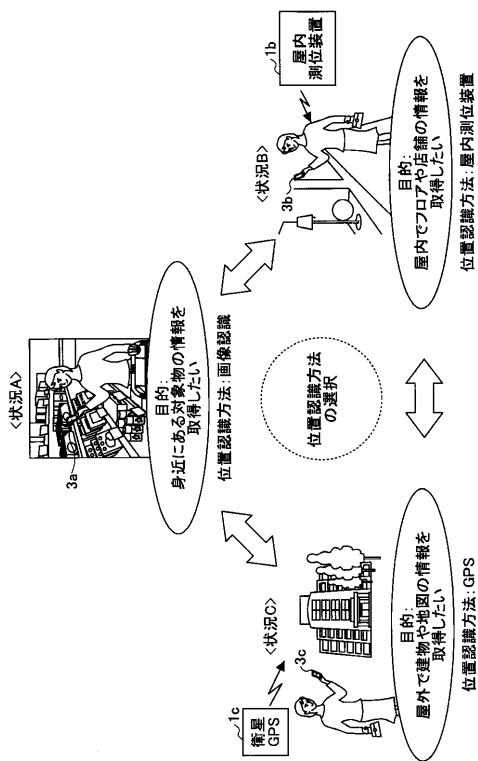 <状況A>
3a
目的:
身近にある対象物の情報を
取得したい
位置認識方法:画像認識
<状況B>
3b
1b
屋内
測位装置
目的:
屋内でフロアや店舗の情報を
取得したい
位置認識方法:屋内測位装置
位置認識方法
の選択
<状況C>
1c
衛星
GPS
3c
目的:
屋外で建物や地図の情報を
取得したい
位置認識方法:GPS